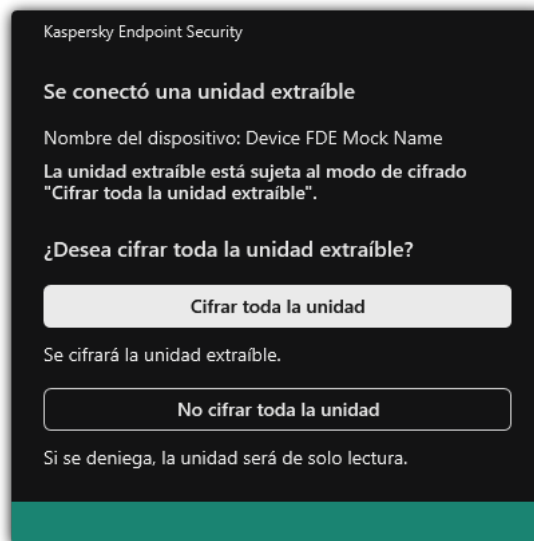 Kaspersky Endpoint Security
Se conectó una unidad extraíble
Nombre del dispositivo: Device FDE Mock Name
La unidad extraíble está sujeta al modo de cifrado
"Cifrar toda la unidad extraíble".
¿Desea cifrar toda la unidad extraíble?
Cifrar toda la unidad
Se cifrará la unidad extraíble.
No cifrar toda la unidad
Si se deniega, la unidad será de solo lectura.